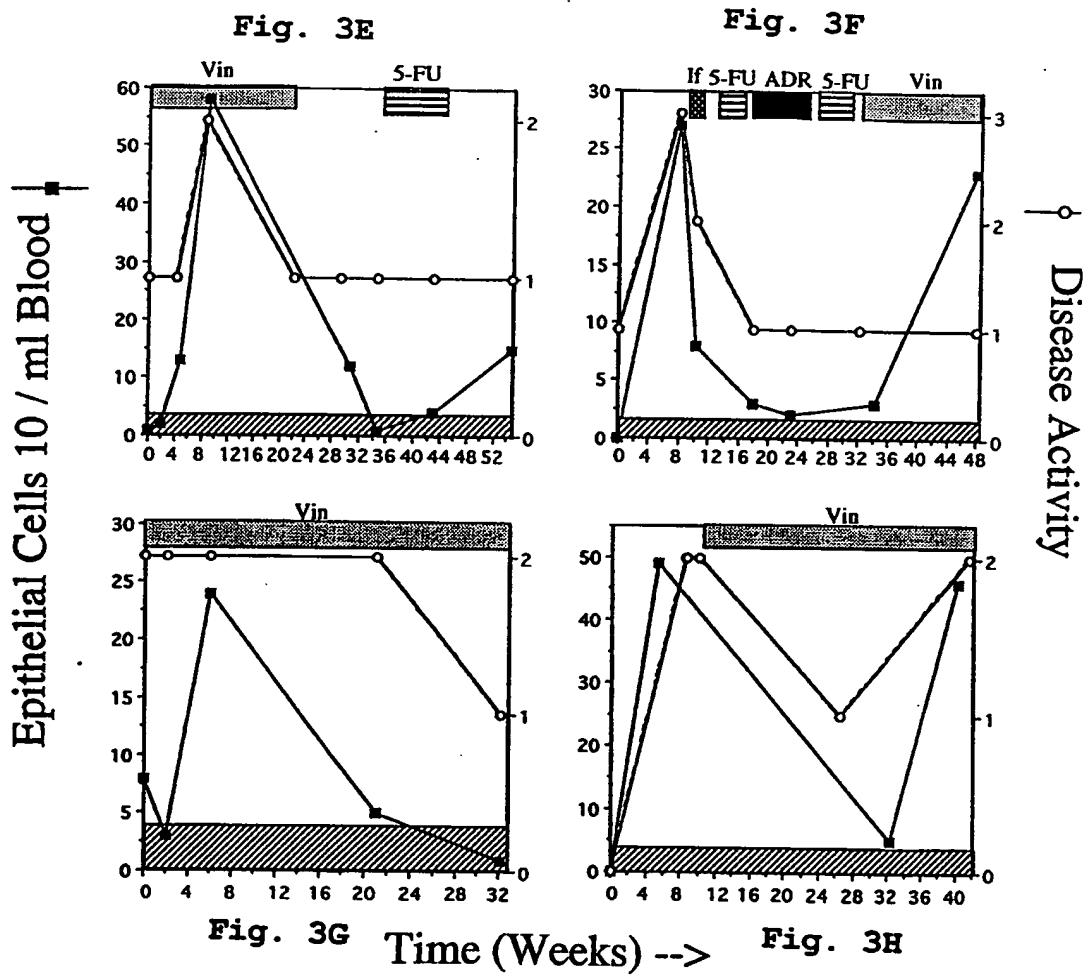 Fig. 3E
Fig. 3F
Vin
5-FU
If 5-FU ADR 5-FU Vin
60
50
40
30
25
20
10
0
2
1
0
0 4 8 12 16 20 24 28 32 36 40 44 48 52
30
25
20
15
10
5
0
3
2
1
0
0 4 8 12 16 20 24 28 32 36 40 44 48
Epithelial Cells 10 / ml Blood
Disease Activity
Vin
Vin
30
25
20
15
10
5
0
2
1
0
0 4 8 12 16 20 24 28 32
50
40
30
20
10
0
2
1
0
0 4 8 12 16 20 24 28 32 36 40
Fig. 3G
Time (Weeks) -->
Fig. 3H